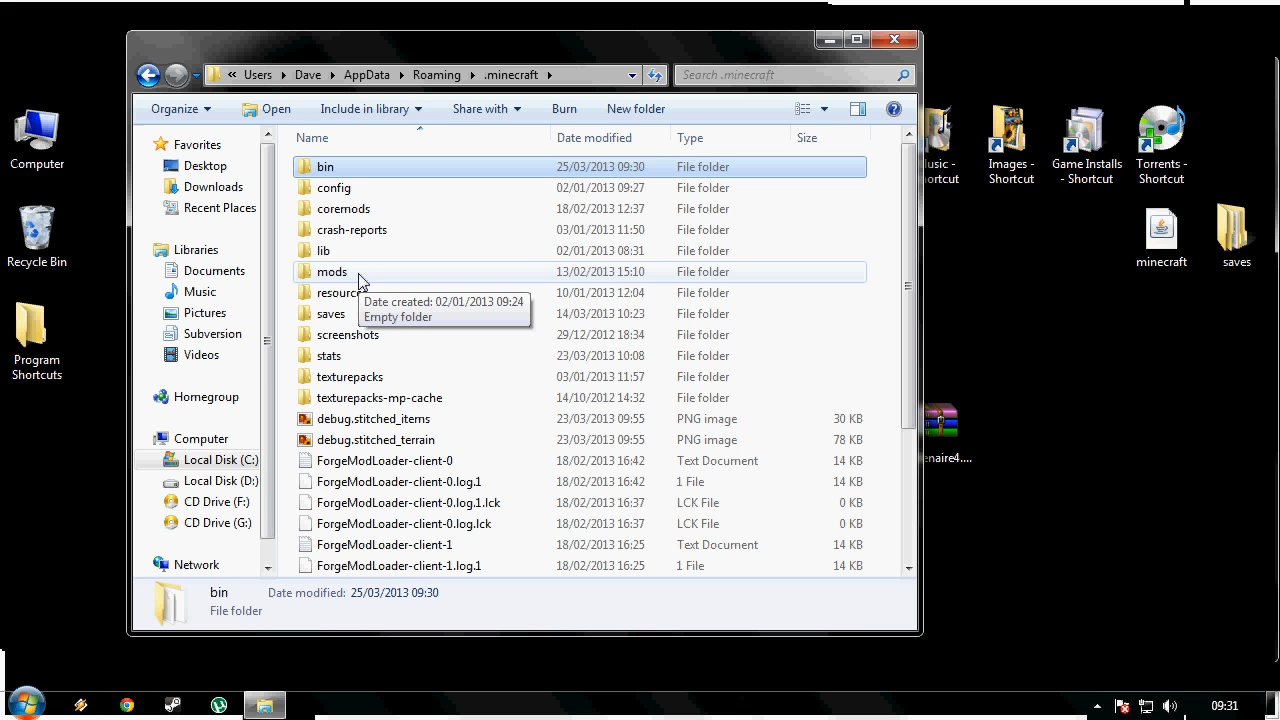 « Users Dave AppData Roaming .minecraft
Search .minecraft
Organize Open Include in library Share with Burn New folder
Favorites
Desktop
Downloads
Recent Places
Libraries
Documents
Music
Pictures
Subversion
Videos
Homegroup
Computer
Local Disk (C:)
Local Disk (D:)
CD Drive (F:)
CD Drive (G:)
Network
Name Date modified Type Size
bin 25/03/2013 09:30 File folder
config 02/01/2013 09:27 File folder
coremods 18/02/2013 12:37 File folder
crash-reports 03/01/2013 11:50 File folder
lib 02/01/2013 08:31 File folder
mods 13/02/2013 15:10 File folder
resourc 10/01/2013 12:04 File folder
saves 14/03/2013 10:23 File folder
screenshots 29/12/2012 18:34 File folder
stats 23/03/2013 10:08 File folder
texturepacks 03/01/2013 11:57 File folder
texturepacks-mp-cache 14/10/2012 14:32 File folder
debug.stitched_items 23/03/2013 09:55 PNG image 30 KB
debug.stitched_terrain 23/03/2013 09:55 PNG image 78 KB
ForgeModLoader-client-0 18/02/2013 16:42 Text Document 14 KB
ForgeModLoader-client-0.log.1 18/02/2013 16:42 1 File 14 KB
ForgeModLoader-client-0.log.1.lck 18/02/2013 16:37 LCK File 0 KB
ForgeModLoader-client-0.log.lck 18/02/2013 16:37 LCK File 0 KB
ForgeModLoader-client-1 18/02/2013 16:25 Text Document 14 KB
ForgeModLoader-client-1.log.1 18/02/2013 16:25 1 File 14 KB
Date created: 02/01/2013 09:24
Empty folder
bin Date modified: 25/03/2013 09:30
File folder
Computer
Recycle Bin
Program
Shortcuts
usic -
ortcut
Images -
Shortcut
Game Installs
- Shortcut
Torrents -
Shortcut
minecraft
saves
enaire4....
09:31